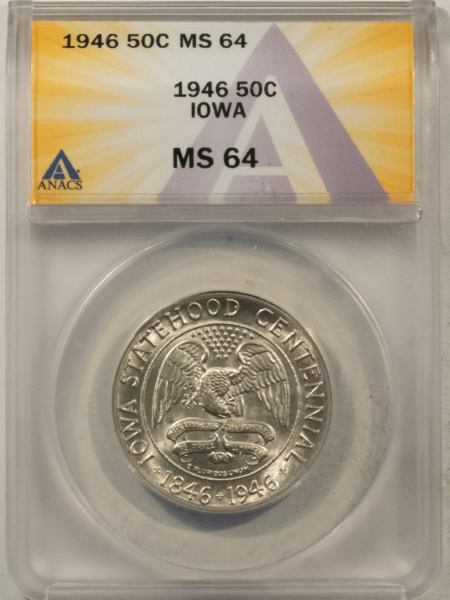 1946 50C MS 64
1946 50C
IOWA
MS 64
ANACS
IOWA STATEHOOD CENTENNIAL
E PLURIBUS UNUM
1846 ★ 1946